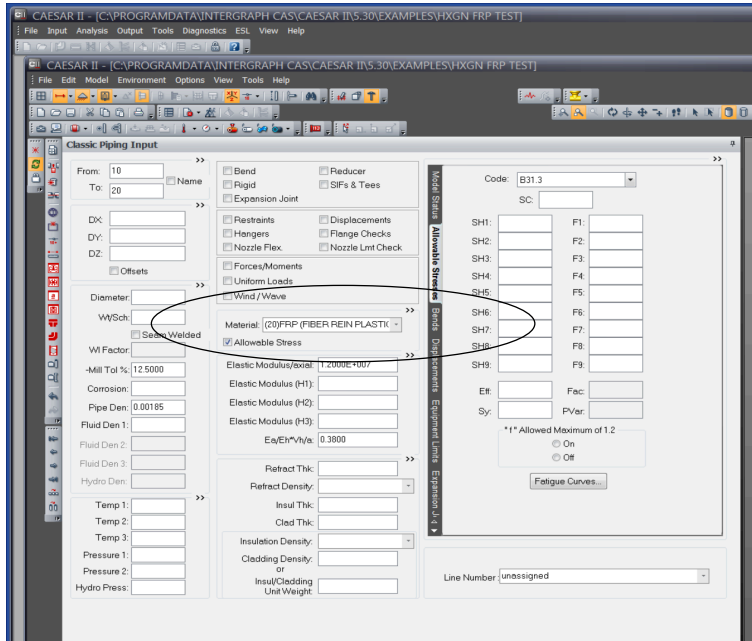 CAESAR II - [C:\PROGRAMDATA\INTERGRAPH CAS\CAESAR II\5.30\EXAMPLES\HXGN FRP TEST]
File Input Analysis Output Tools Diagnostics ESL View Help
CAESAR II - [C:\PROGRAMDATA\INTERGRAPH CAS\CAESAR II\5.30\EXAMPLES\HXGN FRP TEST]
File Edit Model Environment Options View Tools Help
Classic Piping Input
>>
From: 10
Name
To: 20
>>
DX:
DY:
DZ:
Offsets
>>
Diameter:
Wt/Sch:
Seam Welded
WI Factor:
-Mill Tol %: 12.5000
Corrosion:
Pipe Den: 0.00185
Fluid Den 1:
Fluid Den 2:
Fluid Den 3:
Hydro Den:
>>
Temp 1:
Temp 2:
Temp 3:
Pressure 1:
Pressure 2:
Hydro Press:
Bend Reducer
Rigid SIFs & Tees
Expansion Joint
Restraints Displacements
Hangers Flange Checks
Nozzle Flex. Nozzle Lmt Check
Forces/Moments
Uniform Loads
Wind / Wave
>>
Material: (20)FRP (FIBER REIN PLASTIC
Allowable Stress
>>
Elastic Modulus/axial: 1.2000E+007
Elastic Modulus (H1):
Elastic Modulus (H2):
Elastic Modulus (H3):
Ea/Eh*Vh/a: 0.3800
>>
Refract Thk:
Refract Density:
Insul Thk:
Clad Thk:
Insulation Density:
Cladding Density:
or
Insul/Cladding
Unit Weight:
Model Status
Allowable Stresses
Bends
Displacements
Equipment Limits
Expansion J
>>
Code: B31.3
SC:
SH1: F1:
SH2: F2:
SH3: F3:
SH4: F4:
SH5: F5:
SH6: F6:
SH7: F7:
SH8: F8:
SH9: F9:
Eff: Fac:
Sy: PVar:
"f" Allowed Maximum of 1.2
On
Off
Fatigue Curves...
Line Number: unassigned